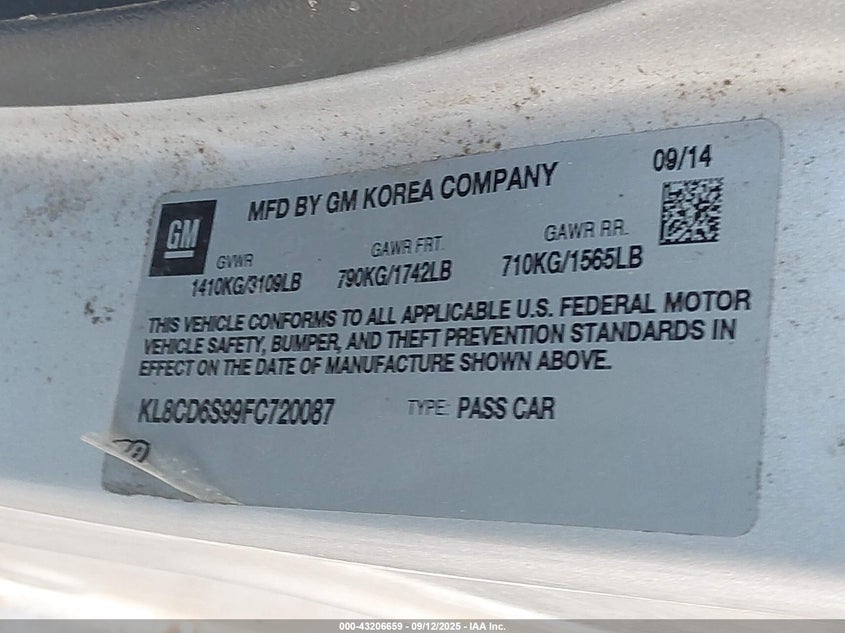 MFD BY GM KOREA COMPANY
09/14
GM
GVWR
GAWR FRT.
GAWR RR.
1410KG/3109LB
790KG/1742LB
710KG/1565LB
THIS VEHICLE CONFORMS TO ALL APPLICABLE U.S. FEDERAL MOTOR
VEHICLE SAFETY, BUMPER, AND THEFT PREVENTION STANDARDS IN
EFFECT ON THE DATE OF MANUFACTURE SHOWN ABOVE.
KL8CD6S99FC720087
TYPE: PASS CAR
000-43206659 - 09/12/2025 - IAA Inc.